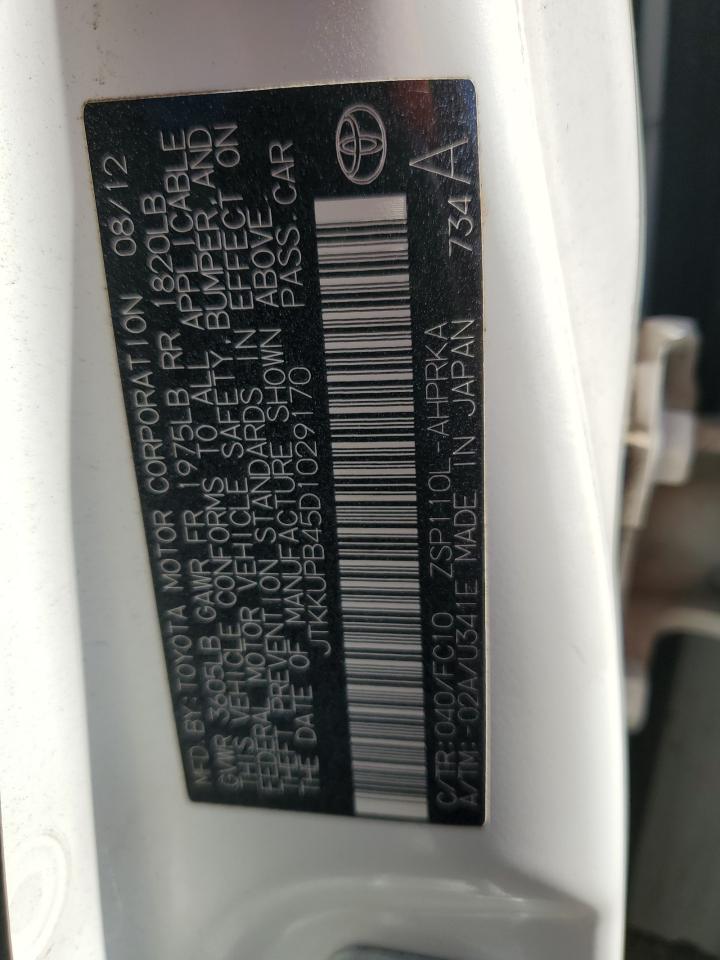 MFD. BY: TOYOTA MOTOR CORPORATION 08/12
GWR 3605LB GAWR FR 1975LB RR 1820LB
THIS VEHICLE CONFORMS TO ALL APPLICABLE
FEDERAL MOTOR VEHICLE SAFETY, BUMPER, AND
THEFT PREVENTION STANDARDS IN EFFECT ON
THE DATE OF MANUFACTURE SHOWN ABOVE
JTKKUPB45D1029170 PASS. CAR
C/TR: 040/FC10 ZSP110L-AHPRKA 734 A
A/TM: -02A/U341E MADE IN JAPAN